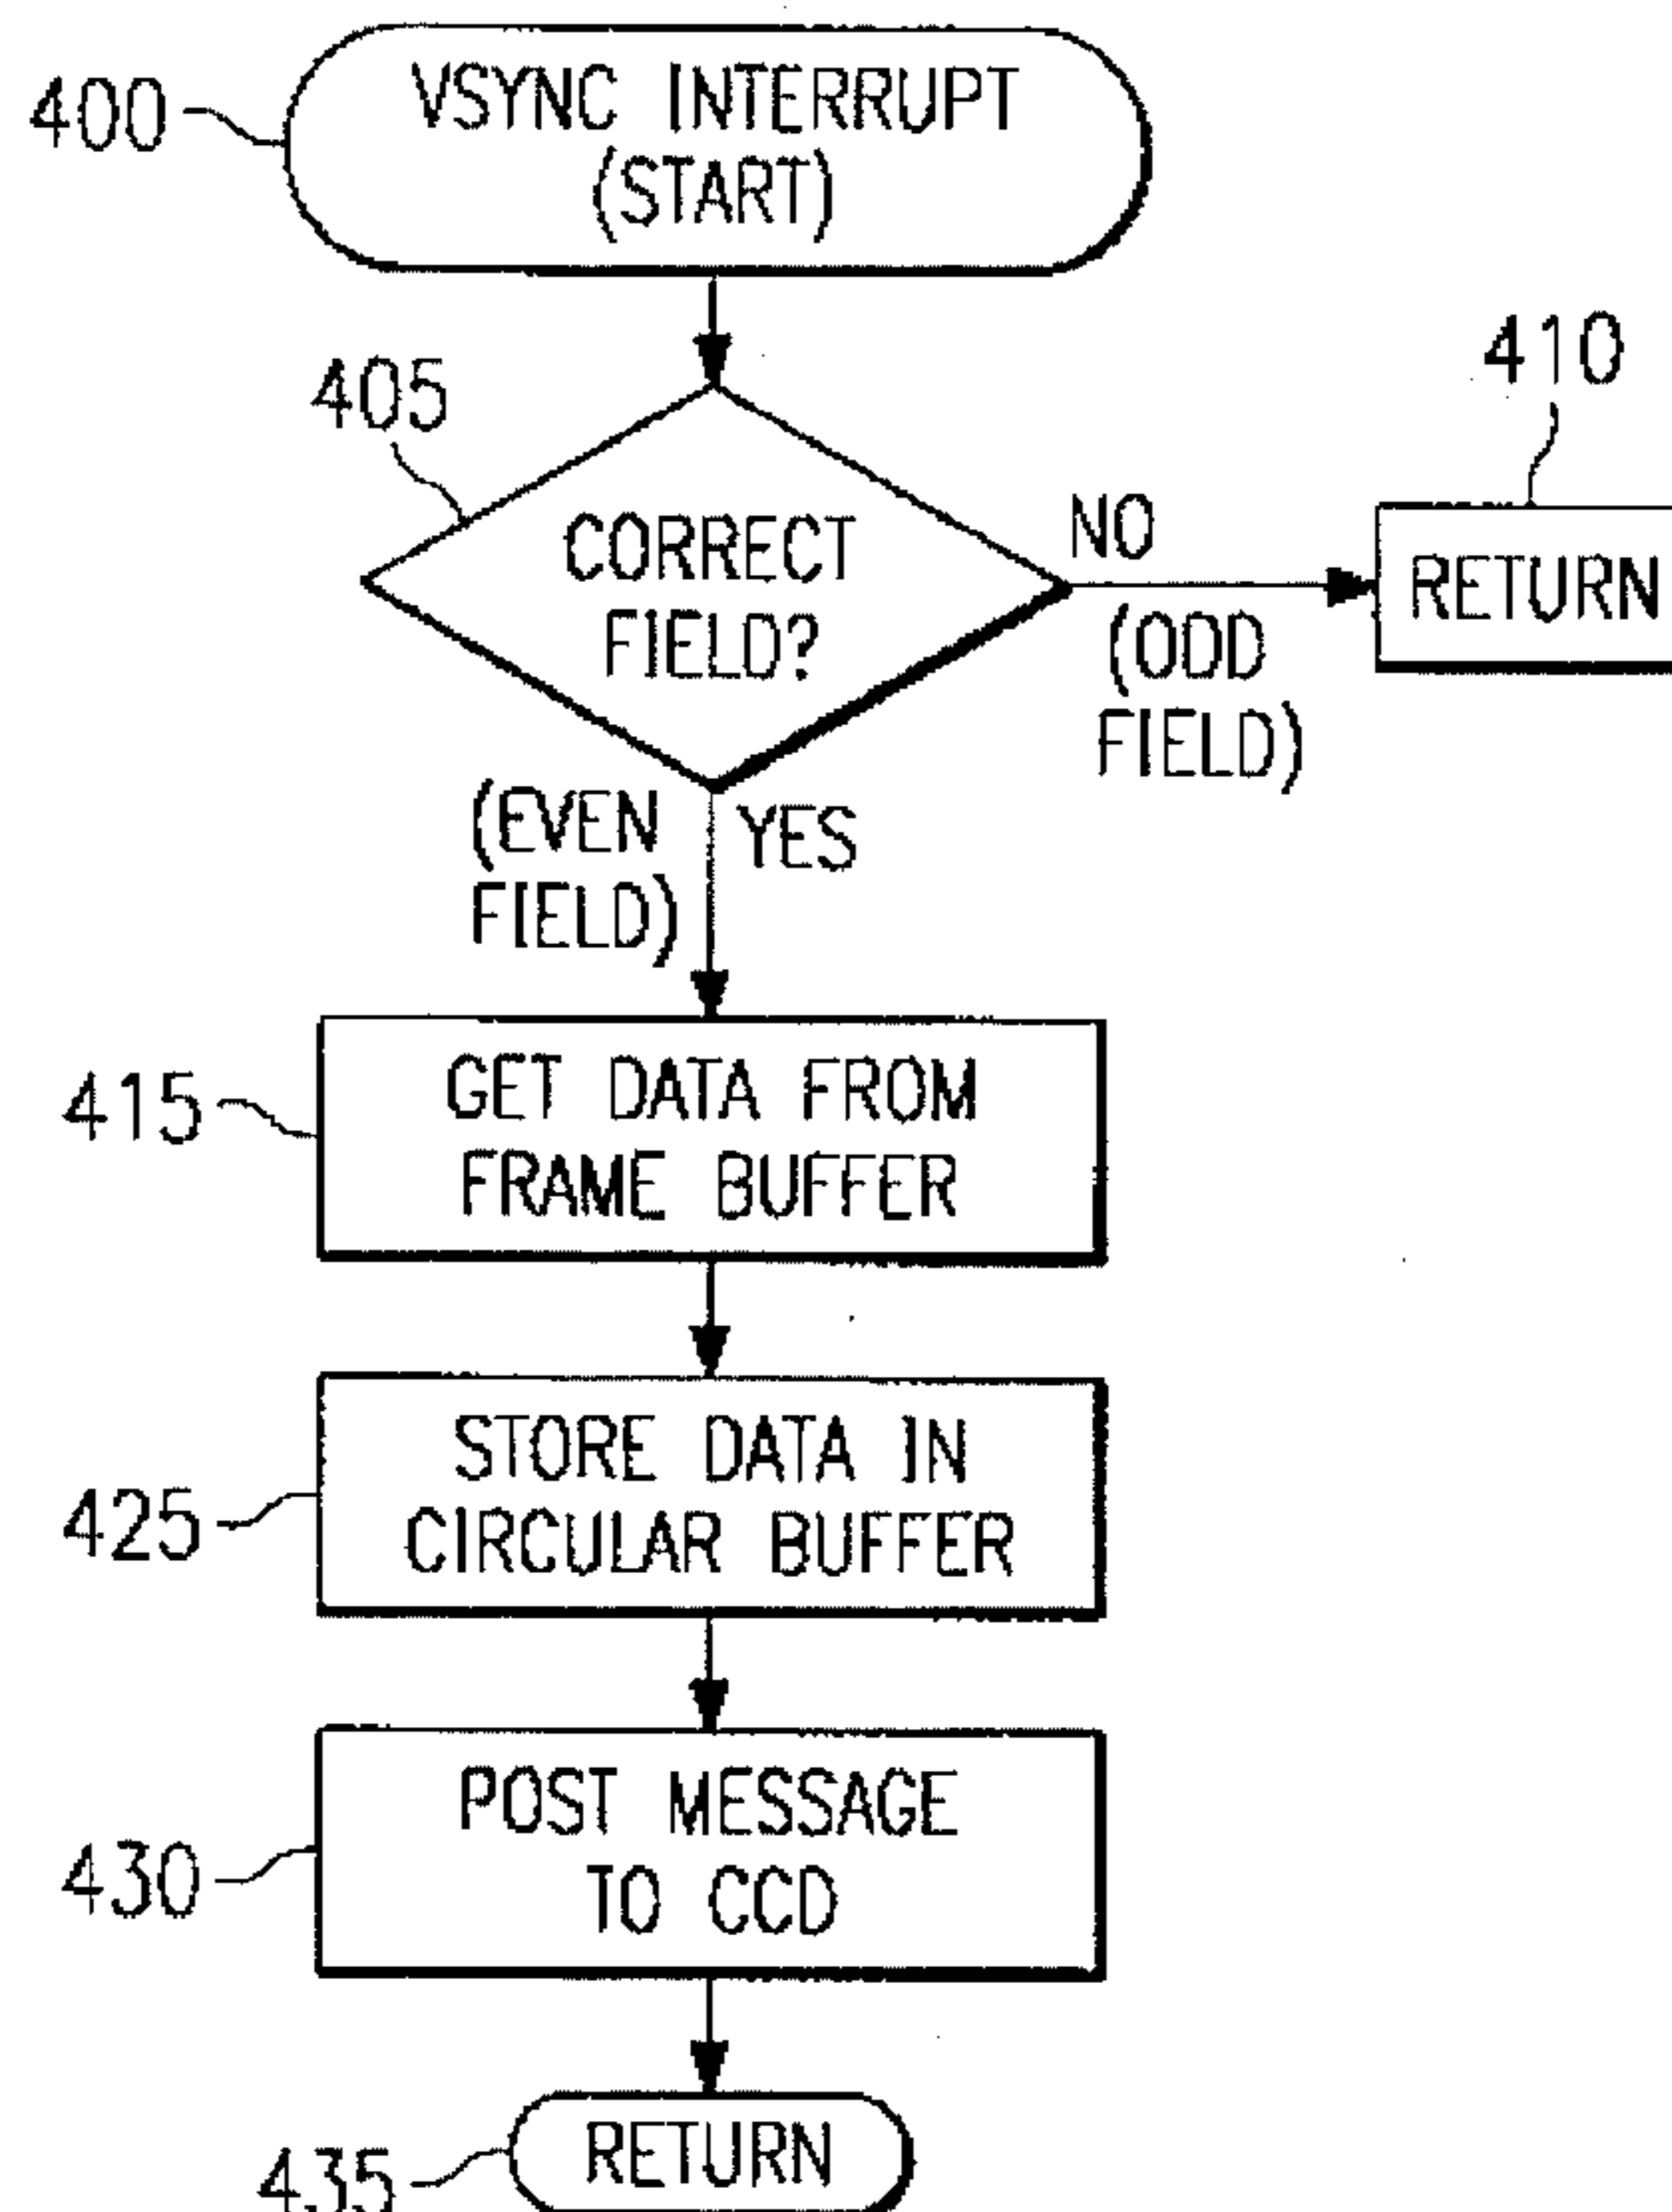 400
VSYNC INTERRUPT
(START)
405
410
CORRECT
FIELD?
NO
(ODD
FIELD)
RETURN
(EVEN
FIELD)
YES
415
GET DATA FROM
FRAME BUFFER
425
STORE DATA IN
CIRCULAR BUFFER
430
POST MESSAGE
TO CCD
435
RETURN